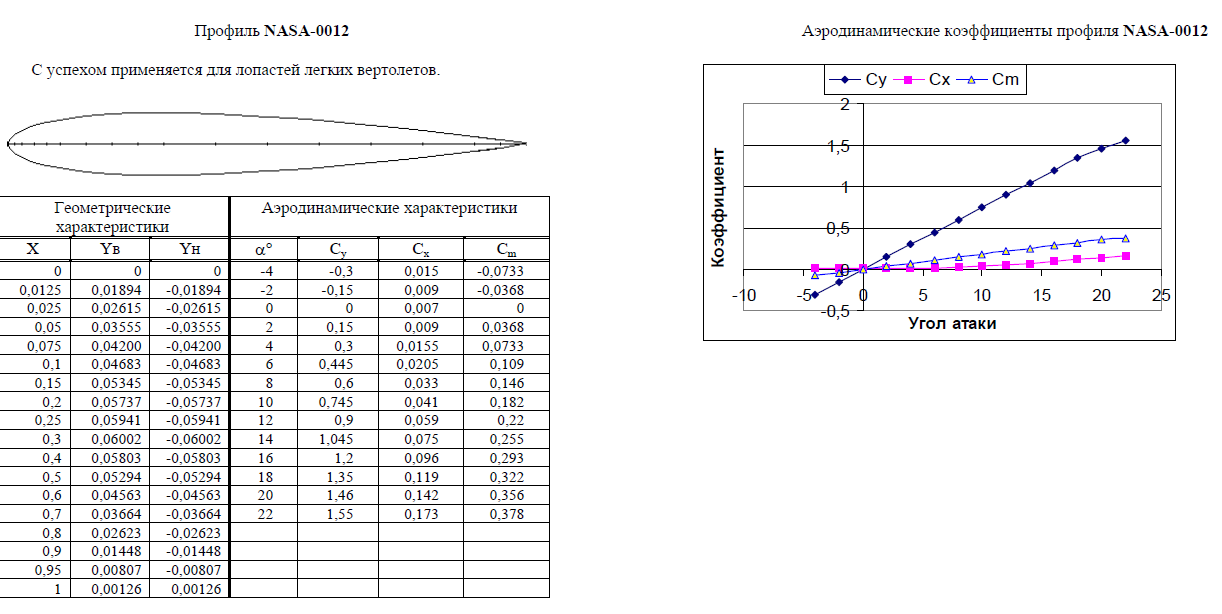 Профиль NASA-0012
С успехом применяется для лопастей легких вертолетов.
Геометрические характеристики Аэродинамические характеристики
X Yв Yн α° Cy Cx Cm
0 0 0 -4 -0,3 0,015 -0,0733
0,0125 0,01894 -0,01894 -2 -0,15 0,009 -0,0368
0,025 0,02615 -0,02615 0 0 0,007 0
0,05 0,03555 -0,03555 2 0,15 0,009 0,0368
0,075 0,04200 -0,04200 4 0,3 0,0155 0,0733
0,1 0,04683 -0,04683 6 0,445 0,0205 0,109
0,15 0,05345 -0,05345 8 0,6 0,033 0,146
0,2 0,05737 -0,05737 10 0,745 0,041 0,182
0,25 0,05941 -0,05941 12 0,9 0,059 0,22
0,3 0,06002 -0,06002 14 1,045 0,075 0,255
0,4 0,05803 -0,05803 16 1,2 0,096 0,293
0,5 0,05294 -0,05294 18 1,35 0,119 0,322
0,6 0,04563 -0,04563 20 1,46 0,142 0,356
0,7 0,03664 -0,03664 22 1,55 0,173 0,378
0,8 0,02623 -0,02623
0,9 0,01448 -0,01448
0,95 0,00807 -0,00807
1 0,00126 0,00126
Аэродинамические коэффициенты профиля NASA-0012
Cy Cx Cm
2
1,5
1
0,5
0
-0,5
-10 -5 0 5 10 15 20 25
Коэффициент
Угол атаки